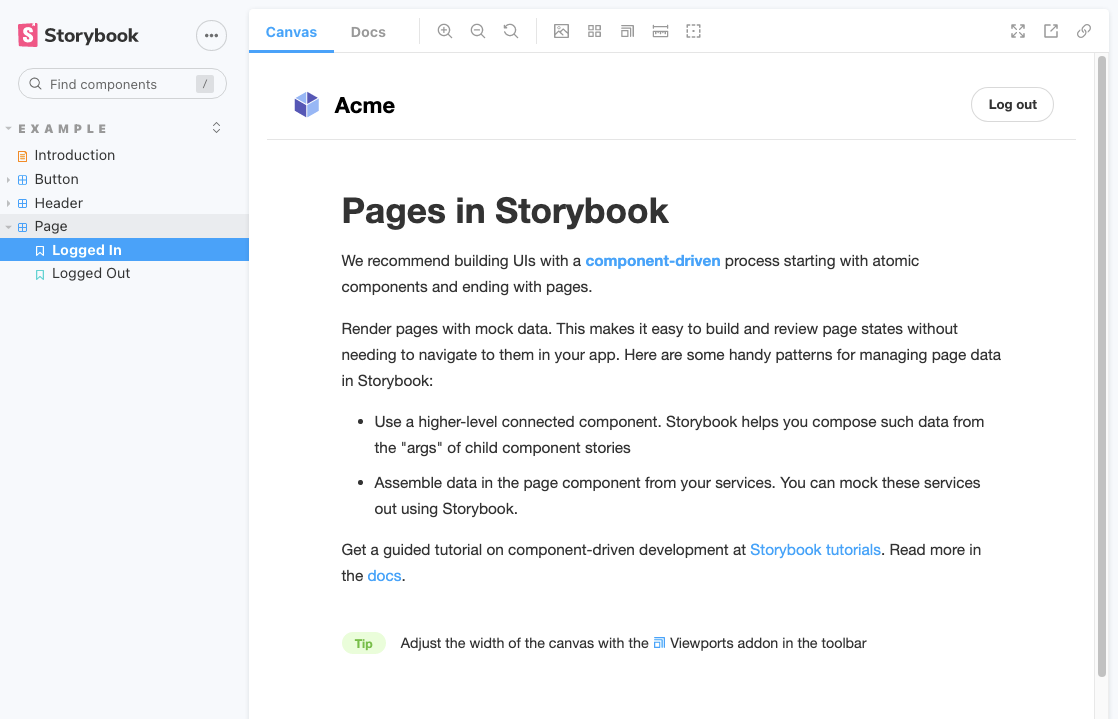 Storybook
Find components
/
EXAMPLE
Introduction
Button
Header
Page
Logged In
Logged Out
Canvas
Docs
Acme
Log out
Pages in Storybook
We recommend building UIs with a component-driven process starting with atomic
components and ending with pages.
Render pages with mock data. This makes it easy to build and review page states without
needing to navigate to them in your app. Here are some handy patterns for managing page data
in Storybook:
• Use a higher-level connected component. Storybook helps you compose such data from
the "args" of child component stories
• Assemble data in the page component from your services. You can mock these services
out using Storybook.
Get a guided tutorial on component-driven development at Storybook tutorials. Read more in
the docs.
Tip
Adjust the width of the canvas with the Viewports addon in the toolbar